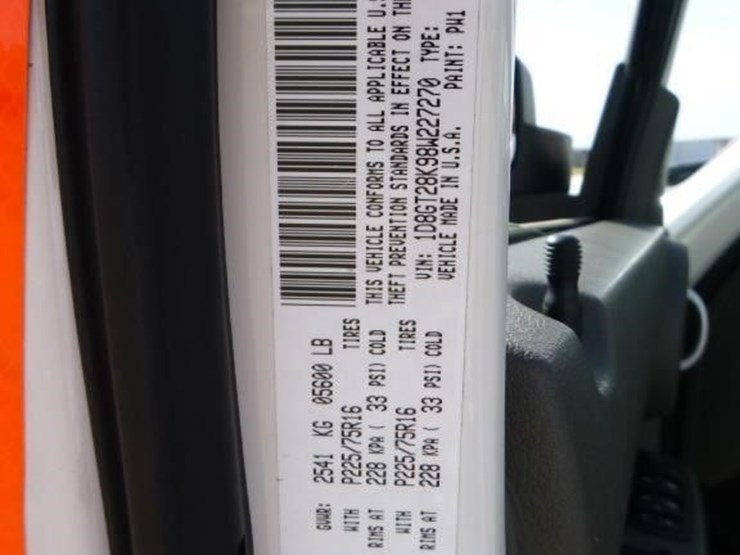 GVWR: 2541 KG 05600 LB
WITH P225/75R16 TIRES
RIMS AT 228 KPA ( 33 PSI) COLD
WITH P225/75R16 TIRES
RIMS AT 228 KPA ( 33 PSI) COLD
THIS VEHICLE CONFORMS TO ALL APPLICABLE U.S
THEFT PREVENTION STANDARDS IN EFFECT ON TH
VIN: 1D8GT28K98W227270 TYPE:
VEHICLE MADE IN U.S.A. PAINT: PW1